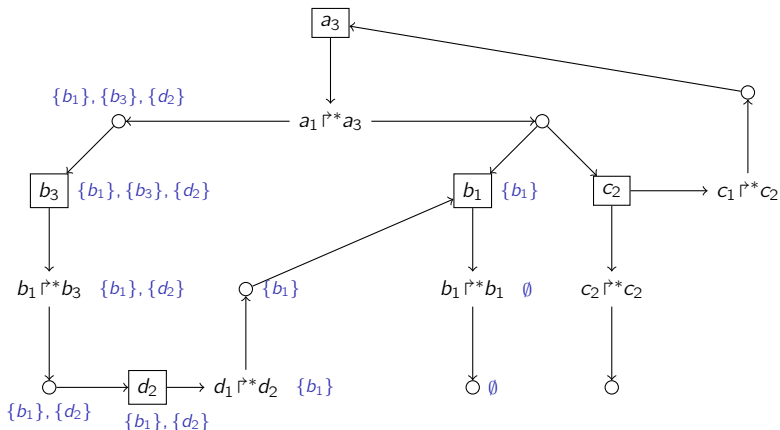 a₃
{b₁}, {b₃}, {d₂}
a₁ ↱* a₃
b₃ {b₁}, {b₃}, {d₂}
b₁ {b₁}
c₂
c₁ ↱* c₂
b₁ ↱* b₃ {b₁}, {d₂}
{b₁}
b₁ ↱* b₁ ∅
c₂ ↱* c₂
{b₁}, {d₂}
d₂
{b₁}, {d₂}
d₁ ↱* d₂ {b₁}
∅